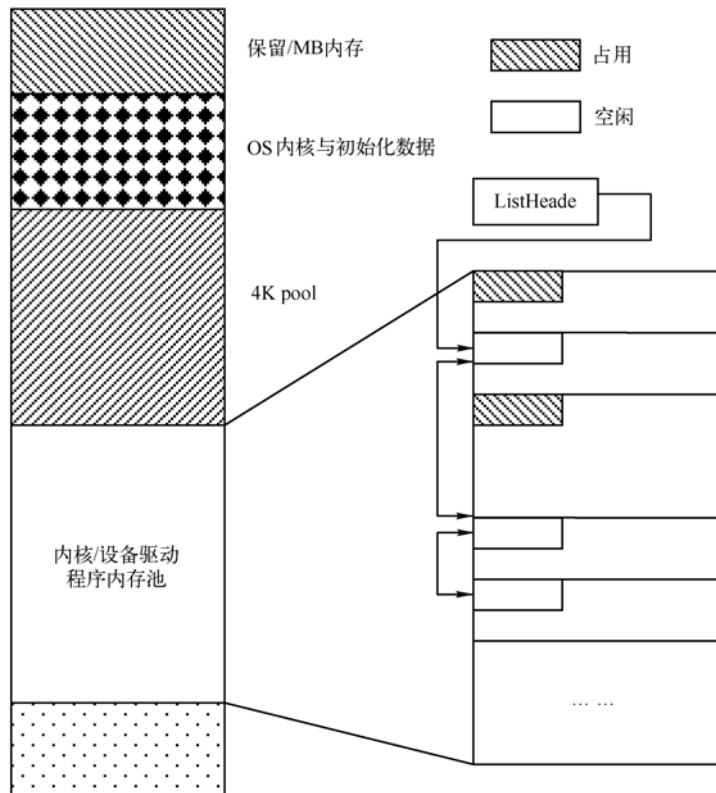 保留/MB内存
占用
空闲
OS内核与初始化数据
ListHeade
4K pool
内核/设备驱动
程序内存池
… …